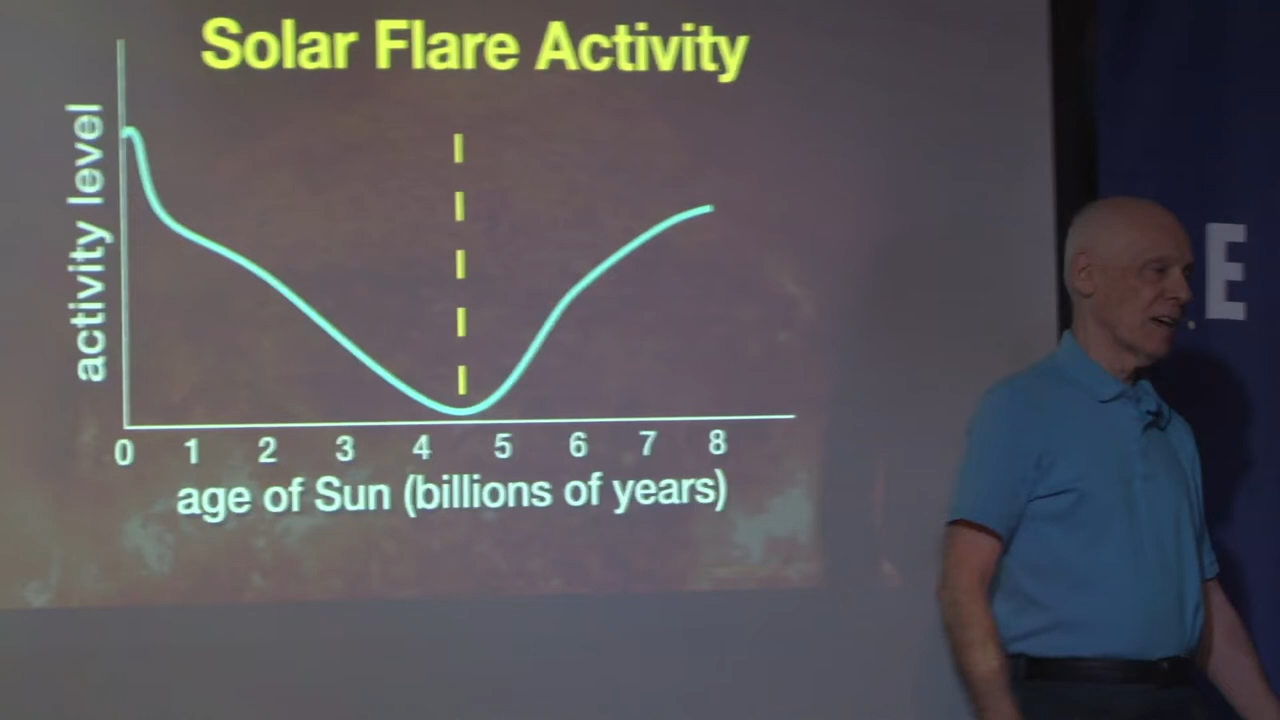 Solar Flare Activity
activity level
0 1 2 3 4 5 6 7 8
age of Sun (billions of years)
E